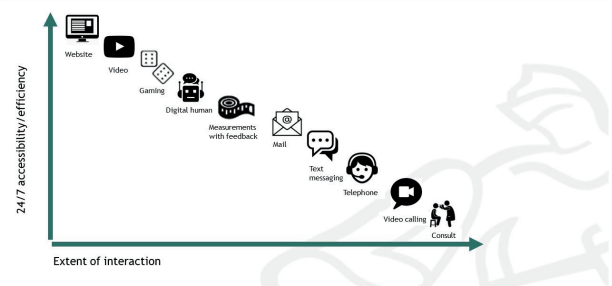 Website
Video
Gaming
Digital human
Measurements
with feedback
@
Mail
Text
messaging
Telephone
Video calling
Consult
24/7 accessibility/efficiency
Extent of interaction